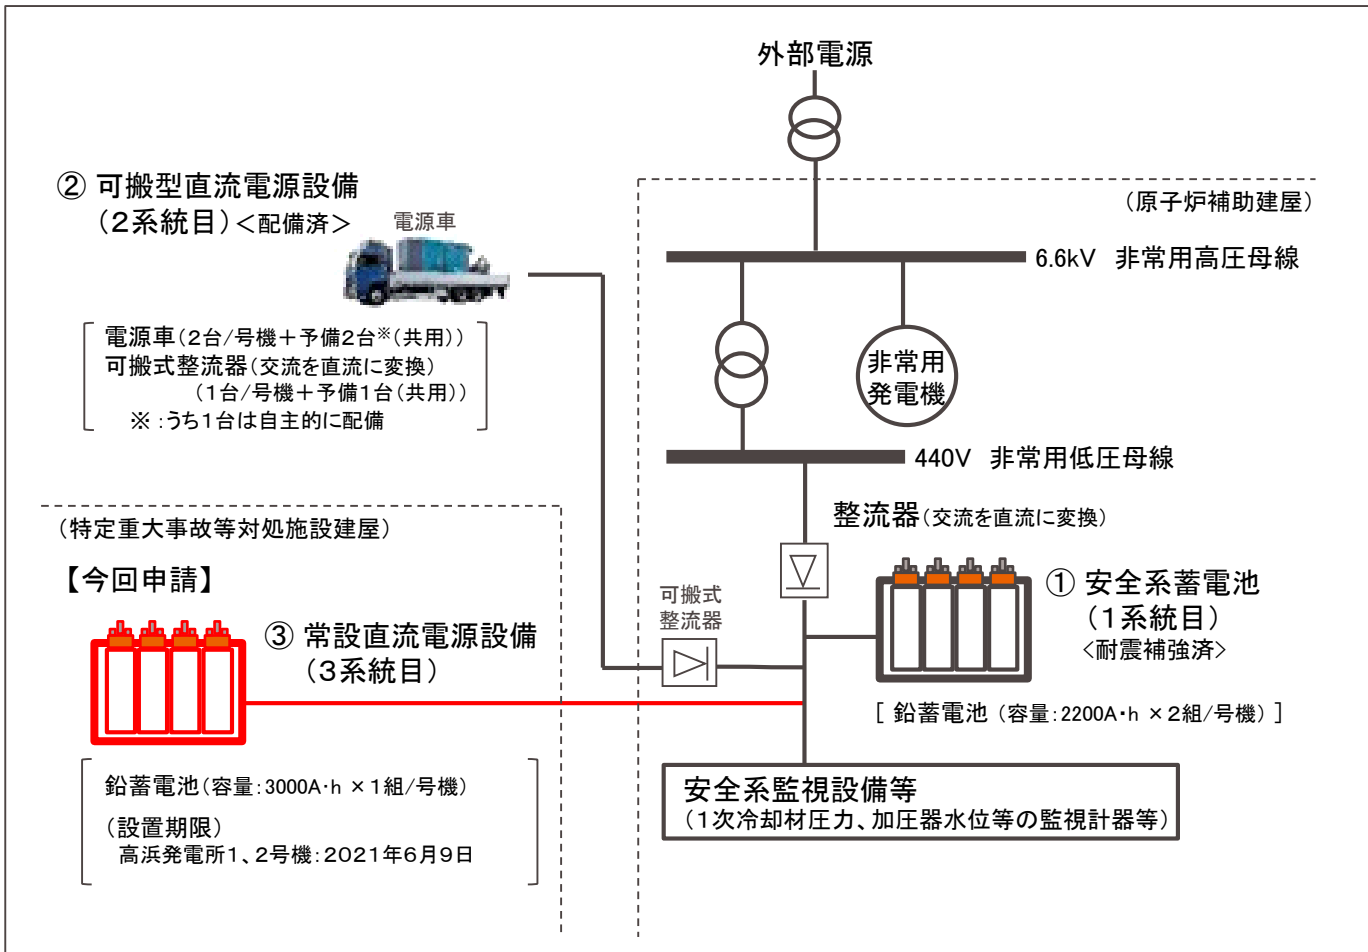 外部電源
② 可搬型直流電源設備
（２系統目）＜配備済＞
電源車
（原子炉補助建屋）
6.6kV 非常用高圧母線
電源車（２台/号機＋予備２台※（共用））
可搬式整流器（交流を直流に変換）
（１台/号機＋予備１台（共用））
※：うち１台は自主的に配備
非常用
発電機
440V 非常用低圧母線
整流器（交流を直流に変換）
（特定重大事故等対処施設建屋）
【今回申請】
③ 常設直流電源設備
（３系統目）
可搬式
整流器
① 安全系蓄電池
（１系統目）
＜耐震補強済＞
[ 鉛蓄電池（容量：2200A・h ×２組/号機）]
鉛蓄電池（容量：3000A・h ×１組/号機）
（設置期限）
高浜発電所１、２号機：２０２１年６月９日
安全系監視設備等
（１次冷却材圧力、加圧器水位等の監視計器等）